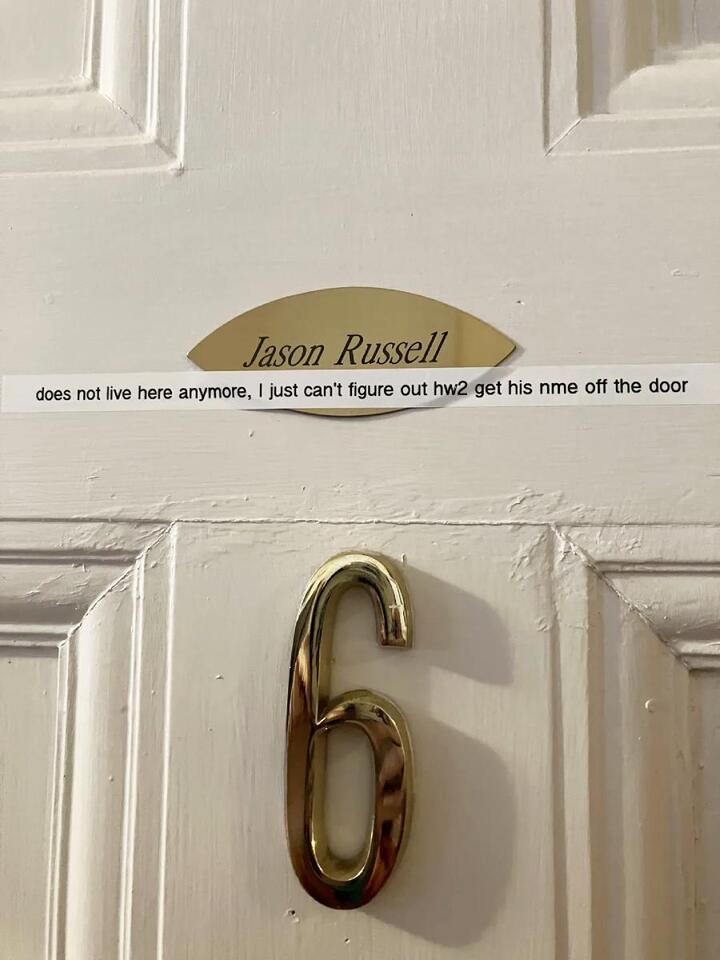 Jason Russell
does not live here anymore, I just can't figure out hw2 get his nme off the door
6